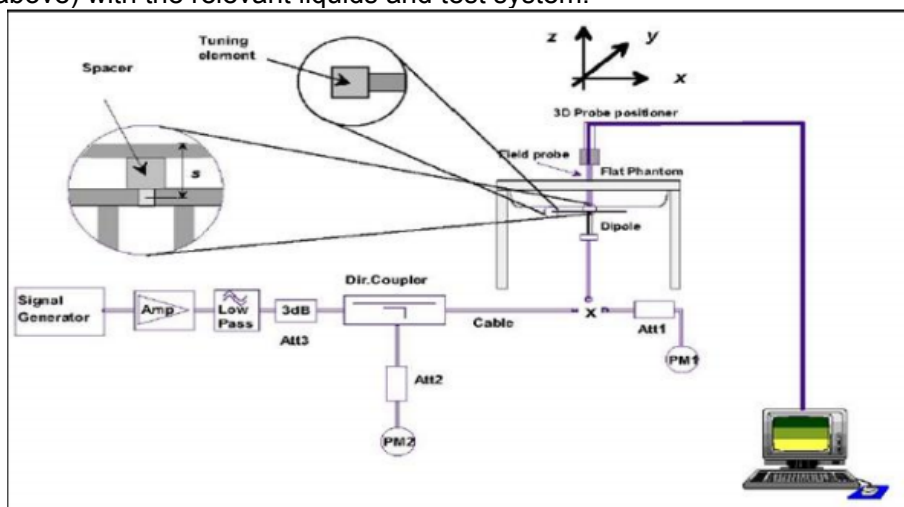 above) with the relevant liquids and test system.
Tuning
element
Spacer
s
z
y
x
3D Probe positioner
Field probe
Flat Phantom
Dipole
Dir.Coupler
Signal
Generator
Amp
Low
Pass
3dB
Att3
Cable
X
Att1
PM1
Att2
PM2